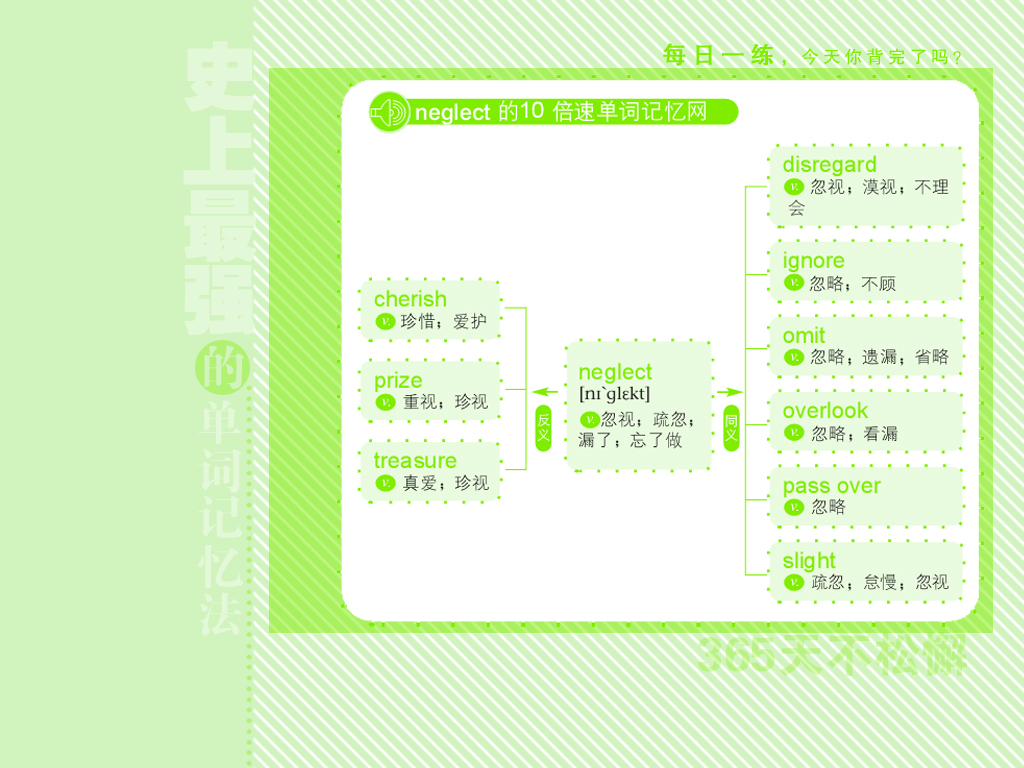 史上最强的单词记忆法
每日一练，今天你背完了吗？
neglect 的10 倍速单词记忆网
cherish
v. 珍惜；爱护
prize
v. 重视；珍视
treasure
v. 真爱；珍视
反义
neglect
[nɪ`ɡlɛkt]
v.忽视；疏忽；
漏了；忘了做
同义
disregard
v. 忽视；漠视；不理
会
ignore
v. 忽略；不顾
omit
v. 忽略；遗漏；省略
overlook
v. 忽略；看漏
pass over
v. 忽略
slight
v. 疏忽；怠慢；忽视
365天不松懈